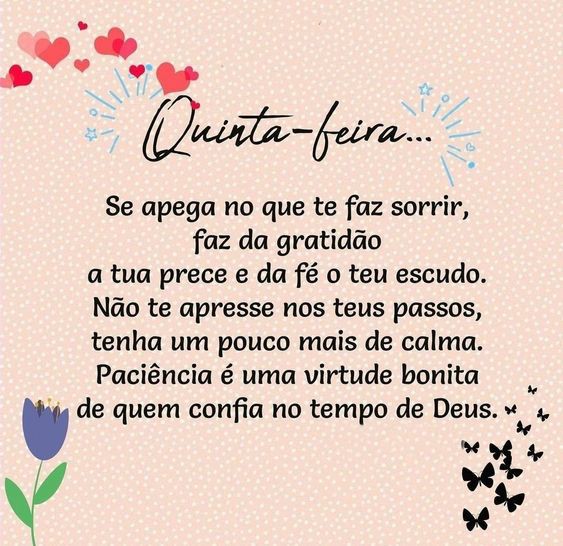 Quinta-feira...
Se apega no que te faz sorrir,
faz da gratidão
a tua prece e da fé o teu escudo.
Não te apresse nos teus passos,
tenha um pouco mais de calma.
Paciência é uma virtude bonita
de quem confia no tempo de Deus.